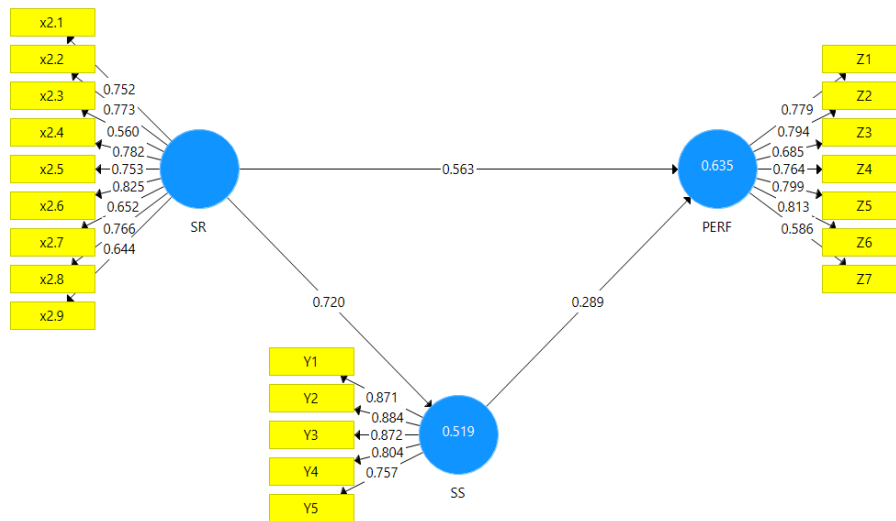 x2.1
x2.2
x2.3
x2.4
x2.5
x2.6
x2.7
x2.8
x2.9
0.752
0.773
0.560
0.782
0.753
0.825
0.652
0.766
0.644
SR
0.563
0.720
0.289
0.635
PERF
0.779
0.794
0.685
0.764
0.799
0.813
0.586
Z1
Z2
Z3
Z4
Z5
Z6
Z7
Y1
Y2
Y3
Y4
Y5
0.871
0.884
0.872
0.804
0.757
0.519
SS